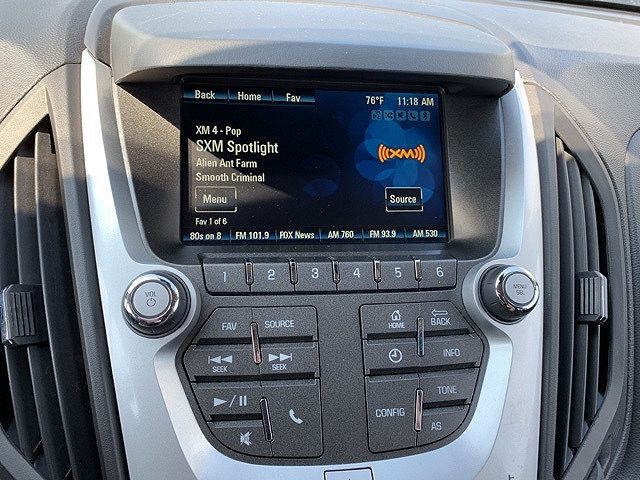 Back Home Fav 76°F 11:18 AM
XM 4 - Pop
SXM Spotlight
Alien Ant Farm
Smooth Criminal
((XM))
Menu Source
Fav 1 of 6
80s on 8 FM 101.9 FOX News AM 760 FM 93.9 AM 530
1 2 3 4 5 6
VOL
MENU
SEL
FAV SOURCE
HOME BACK
SEEK SEEK
INFO
TONE
CONFIG
AS